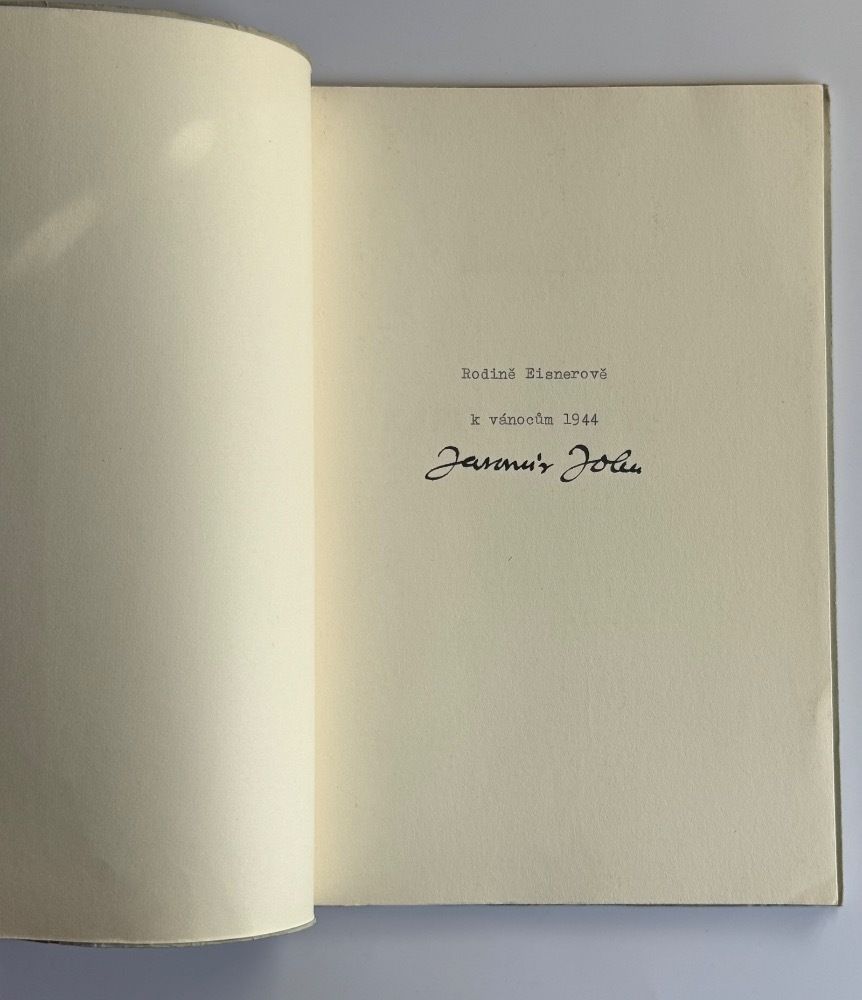 Rodině Eisnerově
k vánocům 1944
Jaromír John